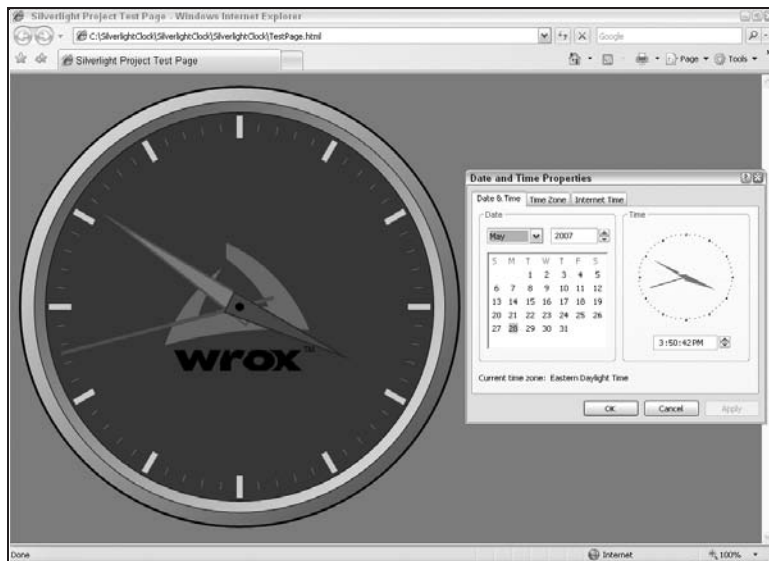 Silverlight Project Test Page - Windows Internet Explorer
C:\SilverlightClock\SilverlightClock\SilverlightClock\TestPage.html
Google
Silverlight Project Test Page
Page
Tools
wrox™
Date and Time Properties
Date & Time
Time Zone
Internet Time
Date
Time
May
2007
S M T W T F S
1 2 3 4 5
6 7 8 9 10 11 12
13 14 15 16 17 18 19
20 21 22 23 24 25 26
27 28 29 30 31
3:50:42 PM
Current time zone: Eastern Daylight Time
OK
Cancel
Apply
Done
Internet
100%